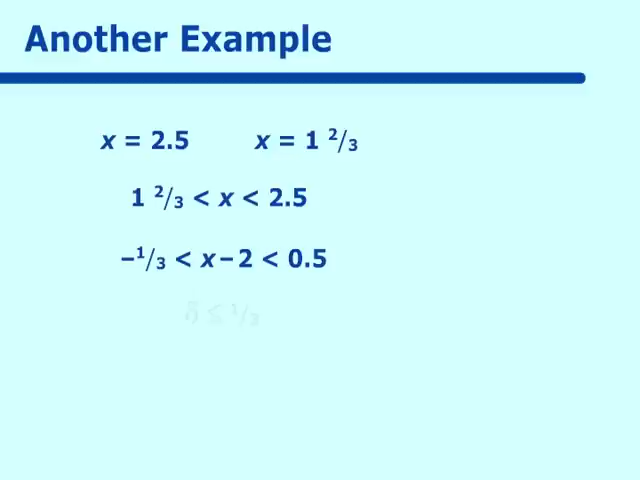 Another Example
x = 2.5 x = 1 2/3
1 2/3 < x < 2.5
–1/3 < x – 2 < 0.5
δ ≤ 1/3